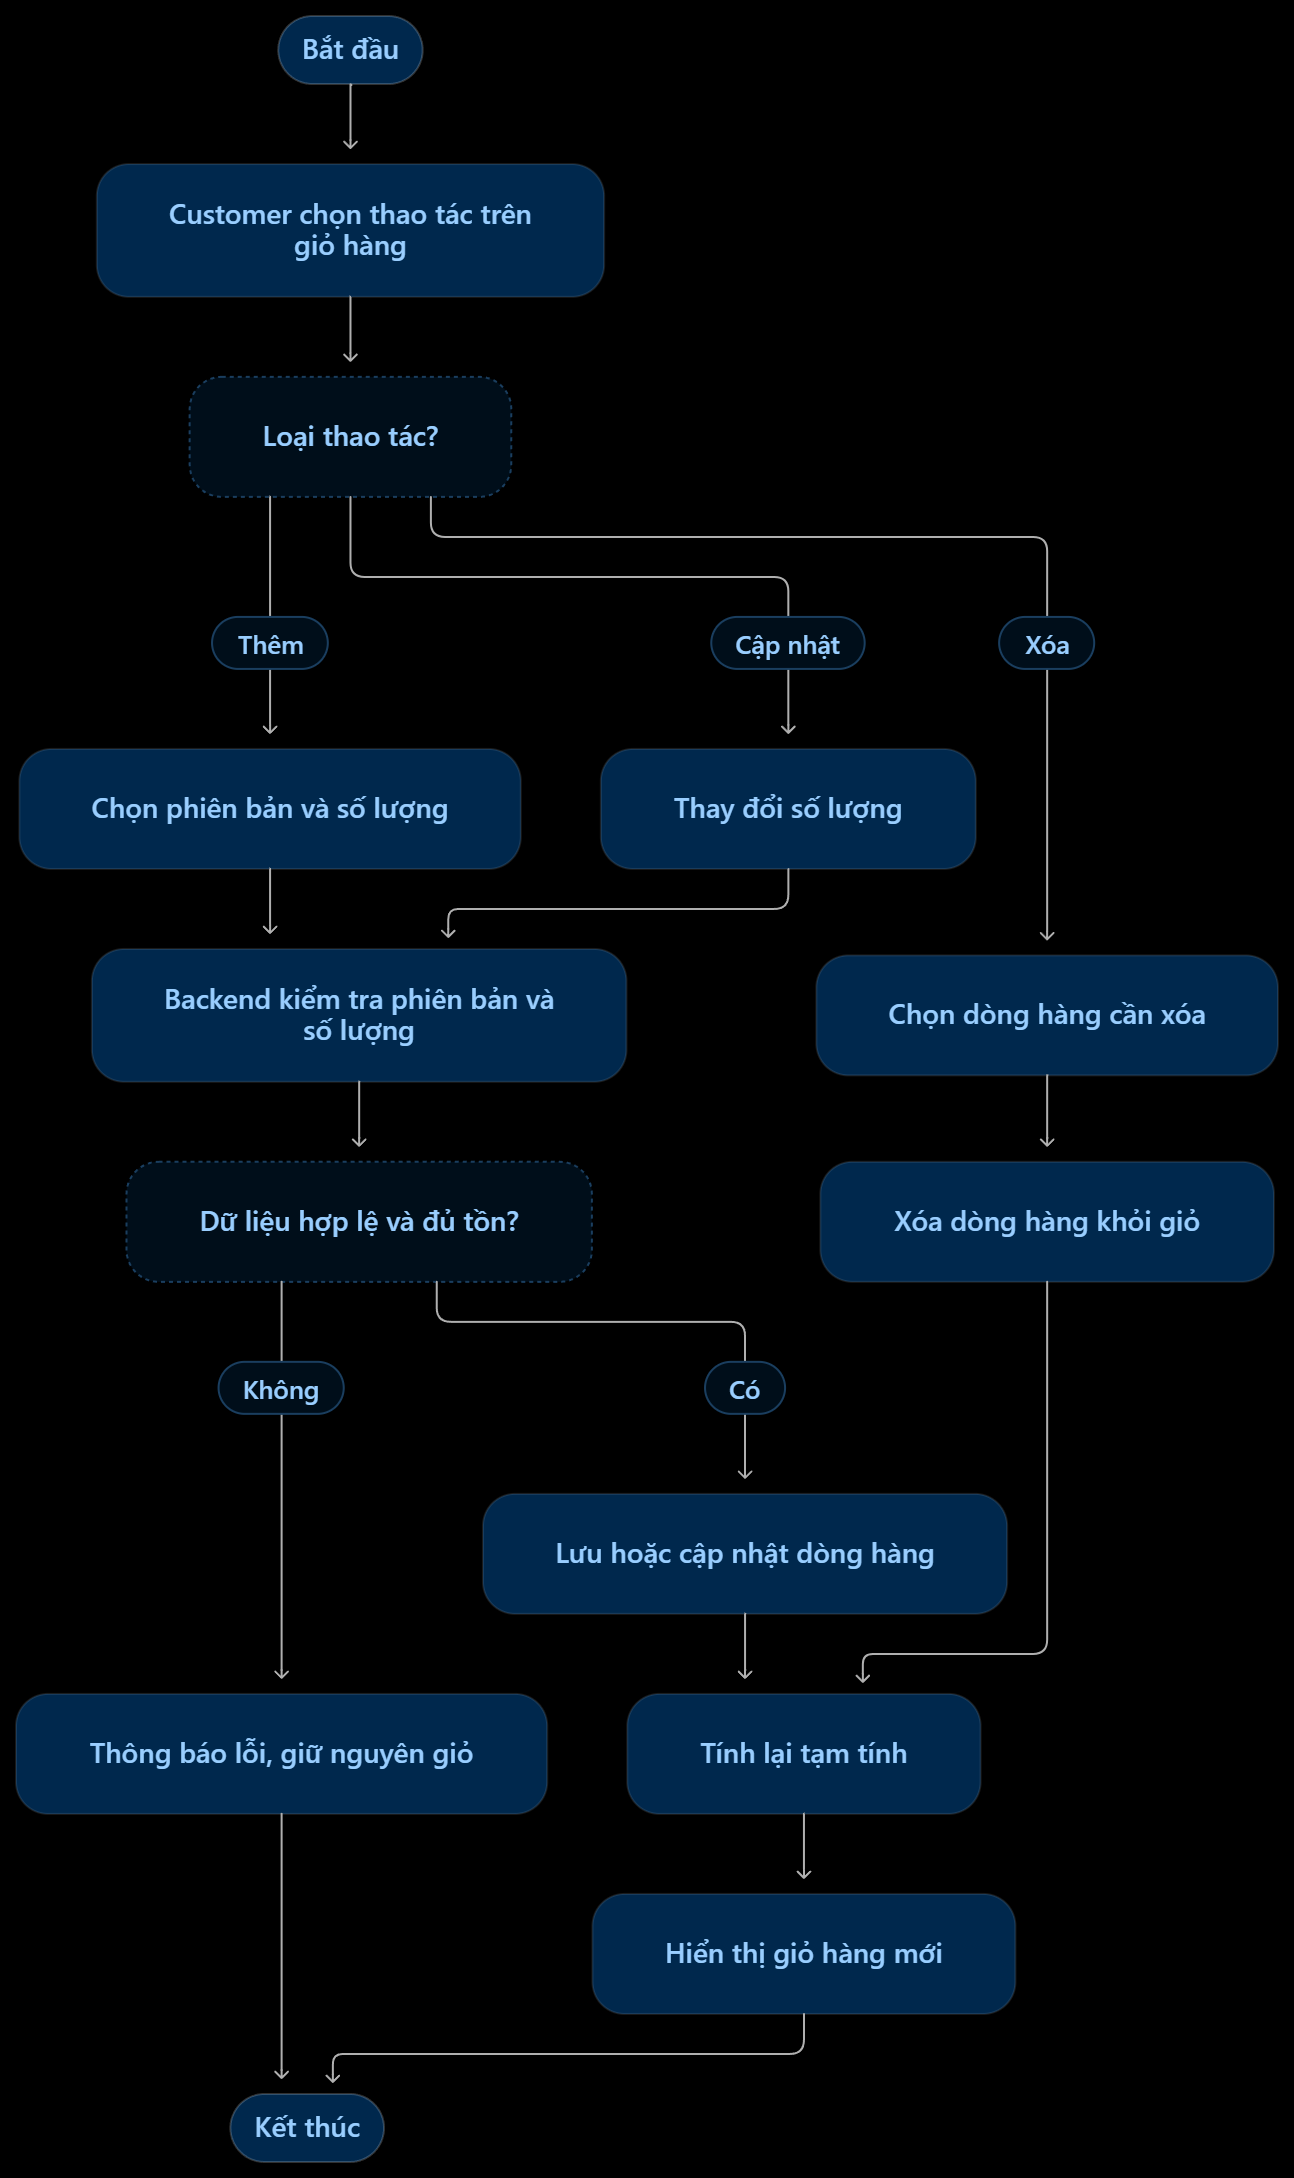 Bắt đầu
Customer chọn thao tác trên
giỏ hàng
Loại thao tác?
Thêm
Cập nhật
Xóa
Chọn phiên bản và số lượng
Thay đổi số lượng
Backend kiểm tra phiên bản và
số lượng
Chọn dòng hàng cần xóa
Dữ liệu hợp lệ và đủ tồn?
Xóa dòng hàng khỏi giỏ
Không
Có
Lưu hoặc cập nhật dòng hàng
Thông báo lỗi, giữ nguyên giỏ
Tính lại tạm tính
Hiển thị giỏ hàng mới
Kết thúc